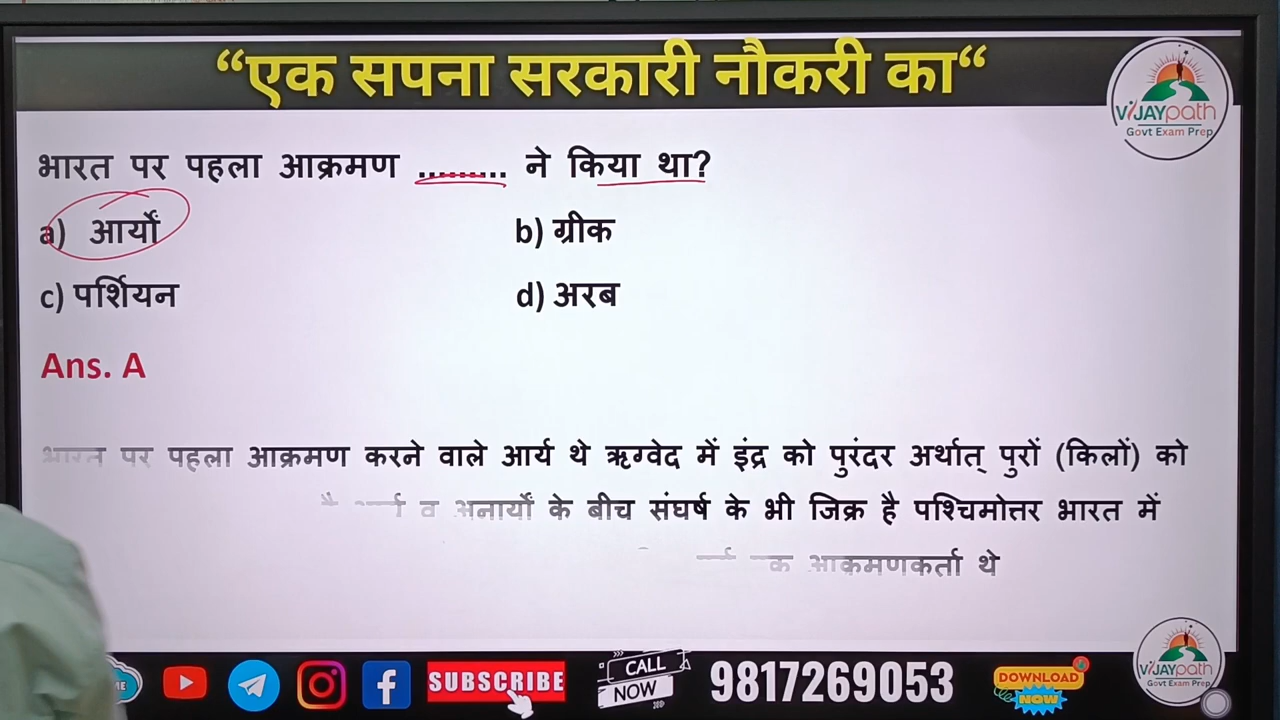 “एक सपना सरकारी नौकरी का“
VIJAYpath
Govt Exam Prep
भारत पर पहला आक्रमण ......... ने किया था?
a) आर्यों
b) ग्रीक
c) पर्शियन
d) अरब
Ans. A
भारत पर पहला आक्रमण करने वाले आर्य थे ऋग्वेद में इंद्र को पुरंदर अर्थात् पुरों (किलों) को
व अनार्यों के बीच संघर्ष के भी जिक्र है पश्चिमोत्तर भारत में
आक्रमणकर्ता थे
SUBSCRIBE
CALL
NOW
9817269053
DOWNLOAD
NOW
VIJAYpath
Govt Exam Prep